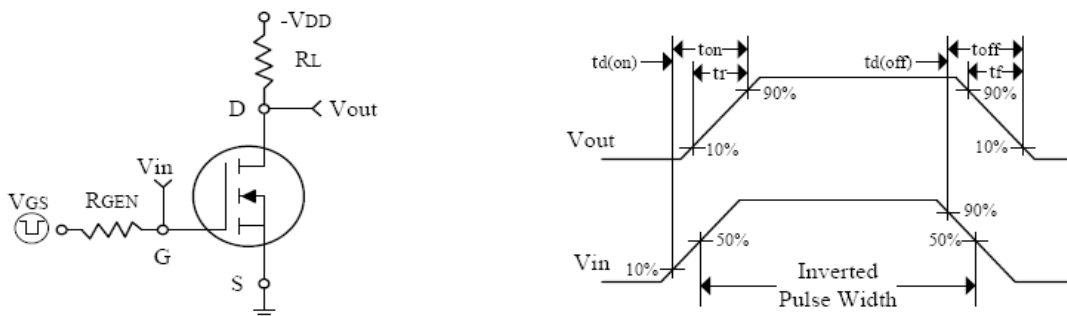 -VDD
RL
D
Vout
Vin
VGS
RGEN
G
S
ton
toff
td(on)
tr
td(off)
tf
90%
90%
Vout
10%
10%
90%
50%
50%
Vin
10%
Inverted
Pulse Width